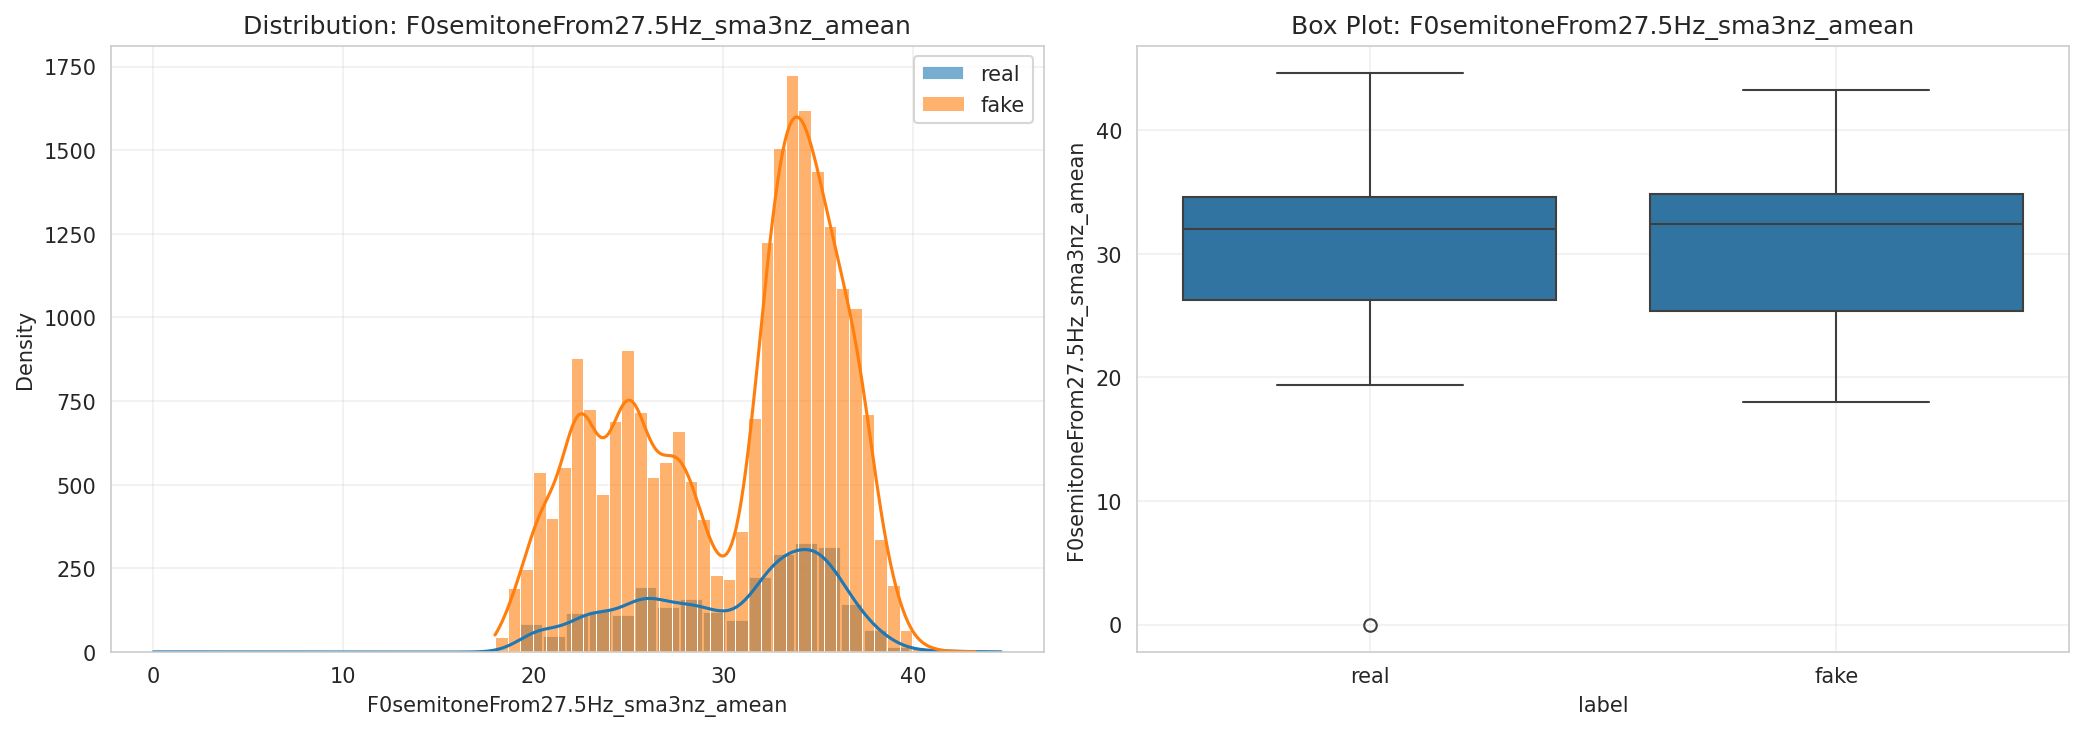 Distribution: F0semitoneFrom27.5Hz_sma3nz_amean
real
fake
Density
1750
1500
1250
1000
750
500
250
0
0 10 20 30 40
F0semitoneFrom27.5Hz_sma3nz_amean
Box Plot: F0semitoneFrom27.5Hz_sma3nz_amean
F0semitoneFrom27.5Hz_sma3nz_amean
40
30
20
10
0
real fake
label